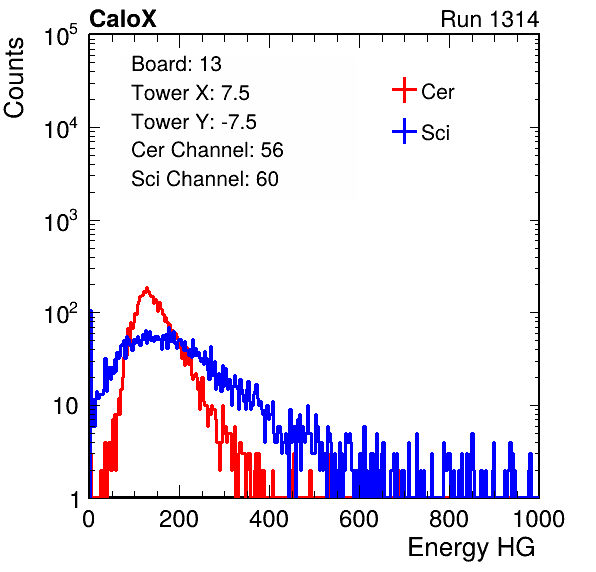 CaloX Run 1314
Counts
Board: 13
Tower X: 7.5
Tower Y: -7.5
Cer Channel: 56
Sci Channel: 60
Cer
Sci
10^5
10^4
10^3
10^2
10
1
0 200 400 600 800 1000
Energy HG